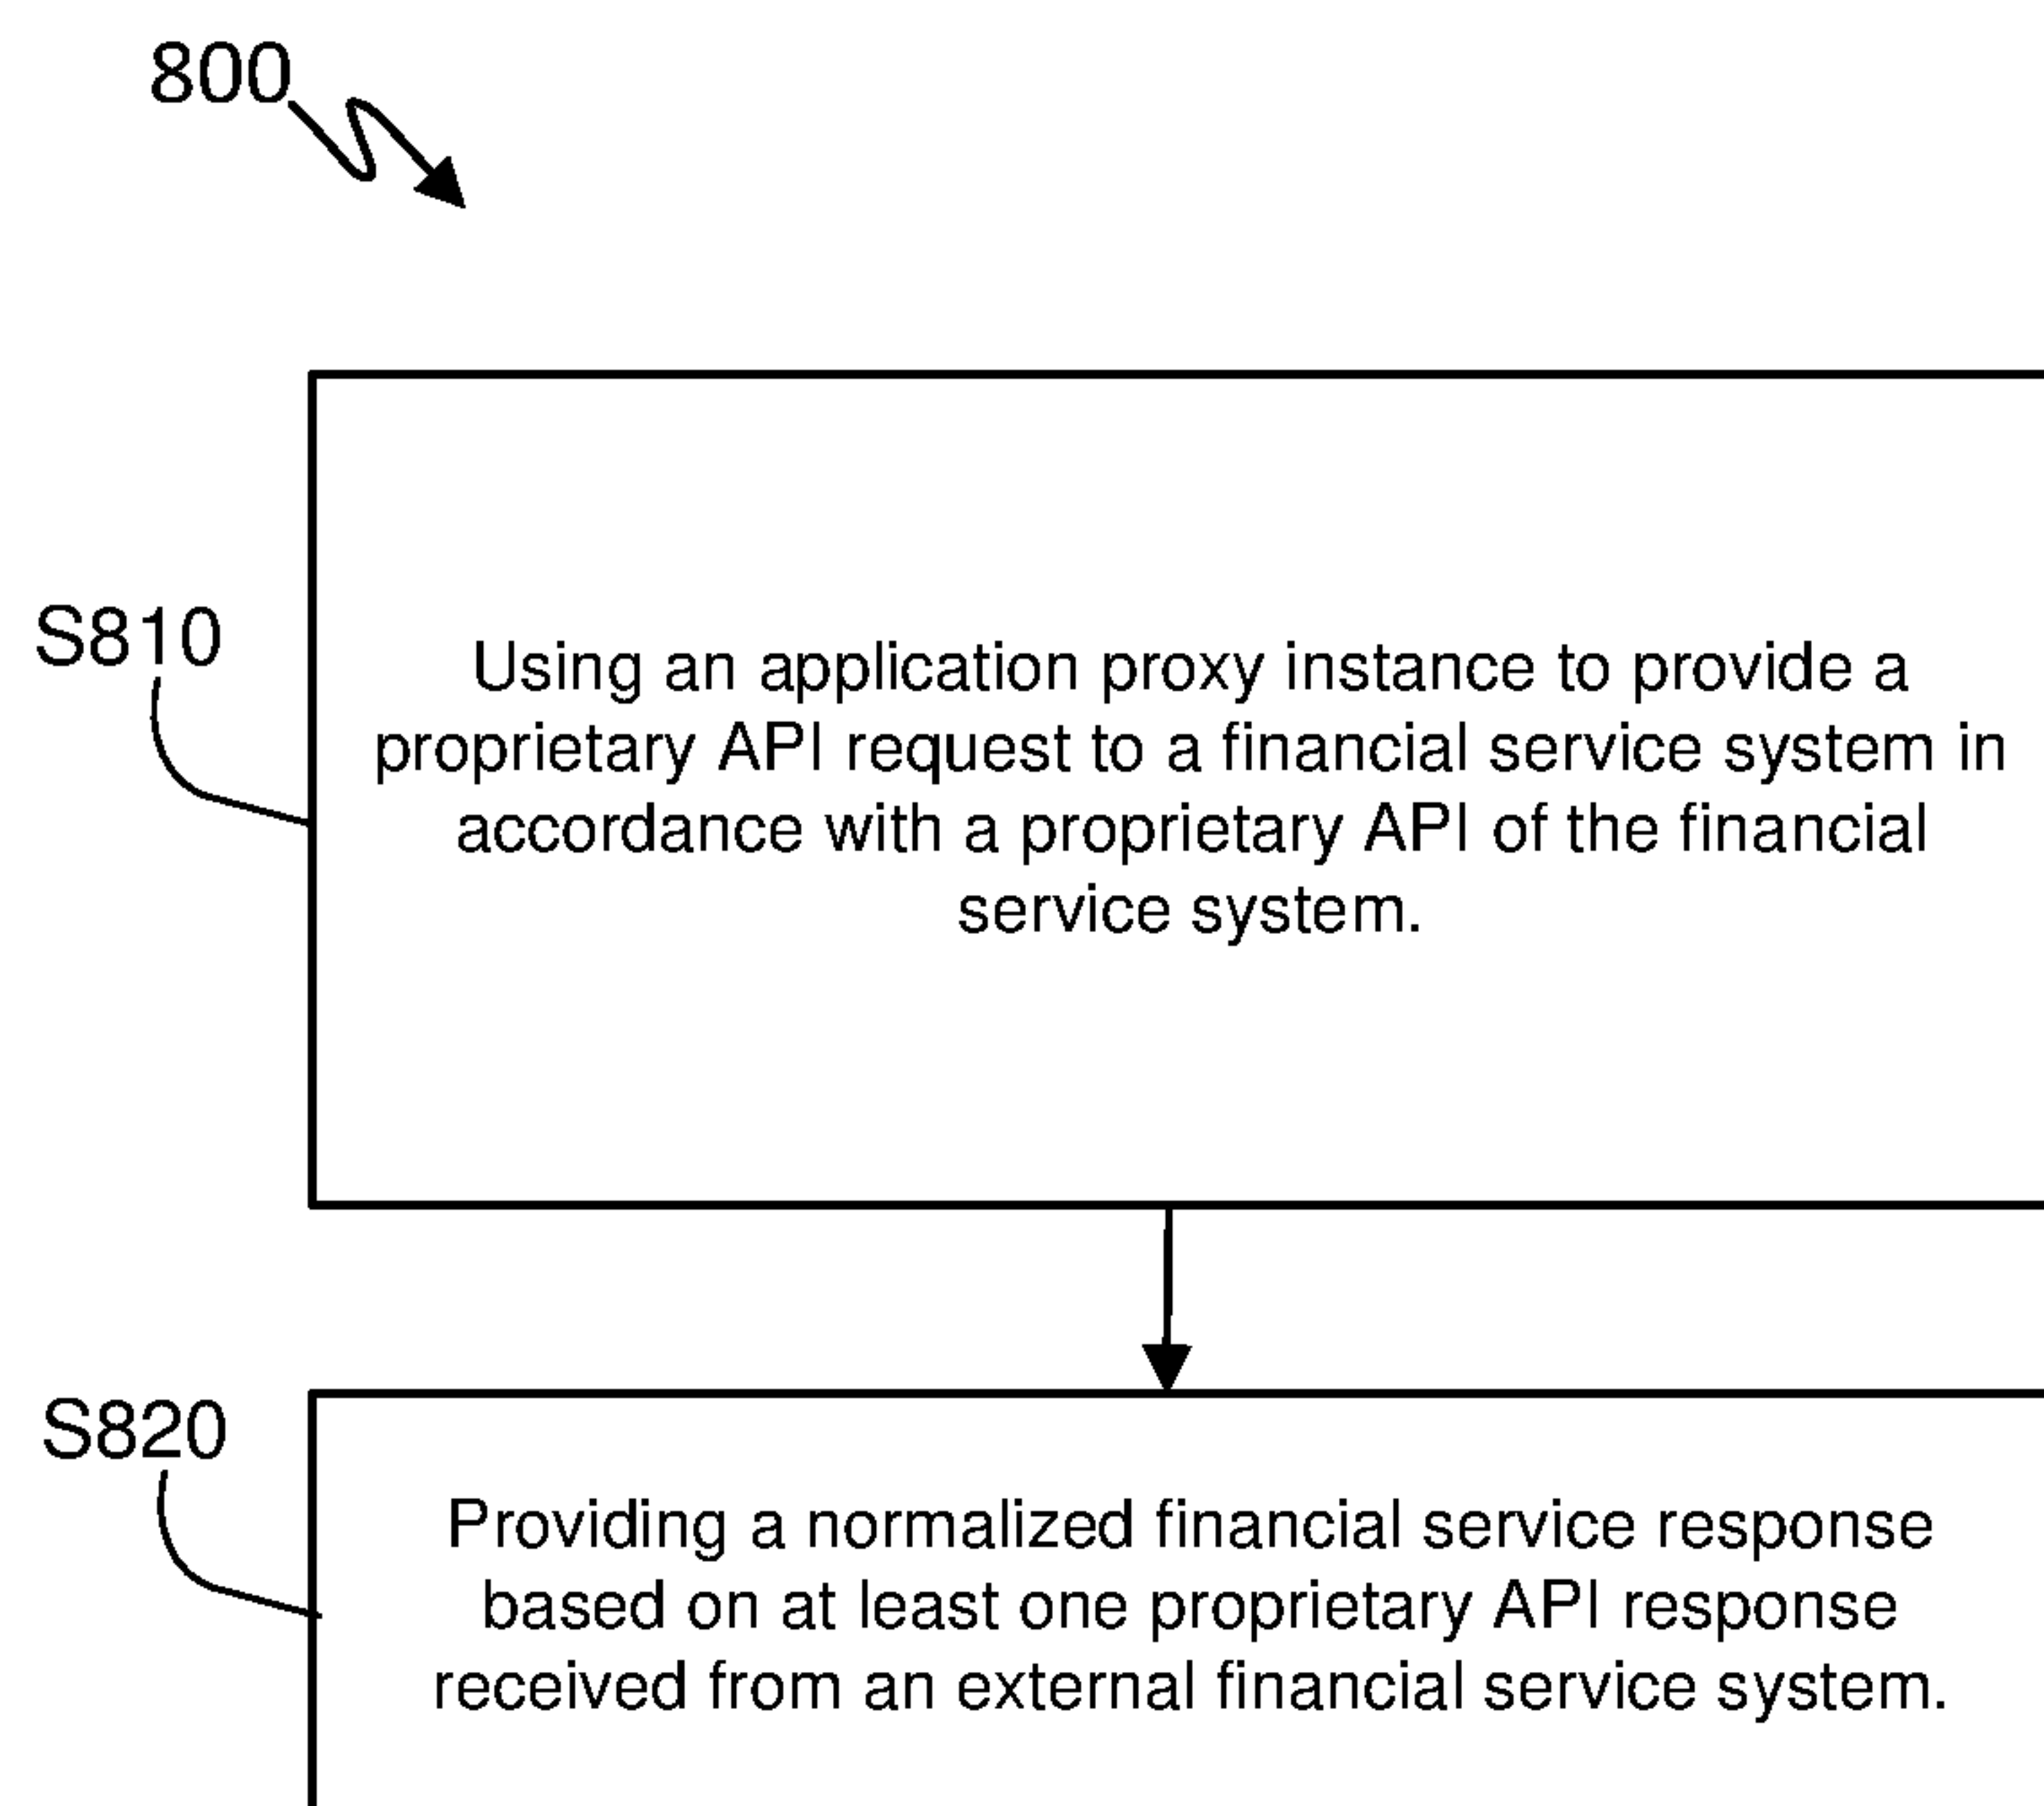 800
S810
Using an application proxy instance to provide a
proprietary API request to a financial service system in
accordance with a proprietary API of the financial
service system.
S820
Providing a normalized financial service response
based on at least one proprietary API response
received from an external financial service system.